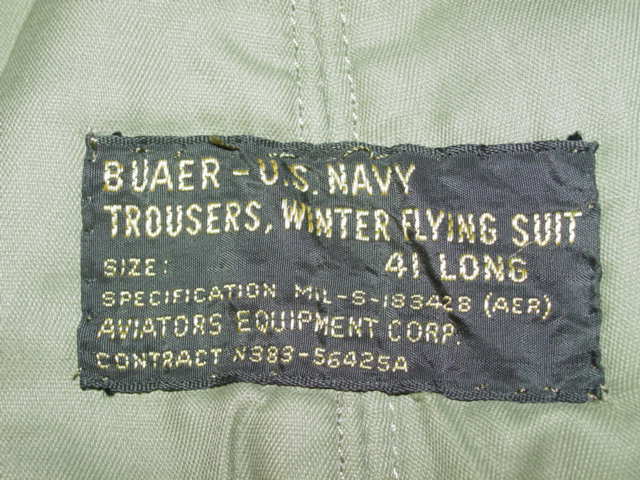 BUAER - U.S. NAVY
TROUSERS, WINTER FLYING SUIT
SIZE: 41 LONG
SPECIFICATION MIL-S-18342B (AER)
AVIATORS EQUIPMENT CORP.
CONTRACT N383-56425A